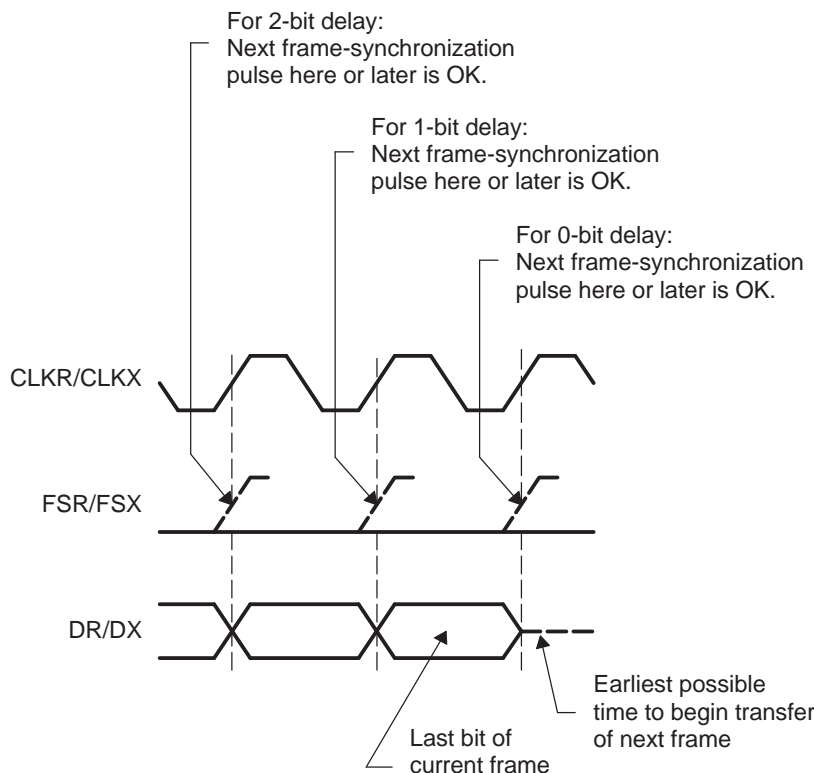 For 2-bit delay:
Next frame-synchronization
pulse here or later is OK.
For 1-bit delay:
Next frame-synchronization
pulse here or later is OK.
For 0-bit delay:
Next frame-synchronization
pulse here or later is OK.
CLKR/CLKX
FSR/FSX
DR/DX
Earliest possible
time to begin transfer
of next frame
Last bit of
current frame